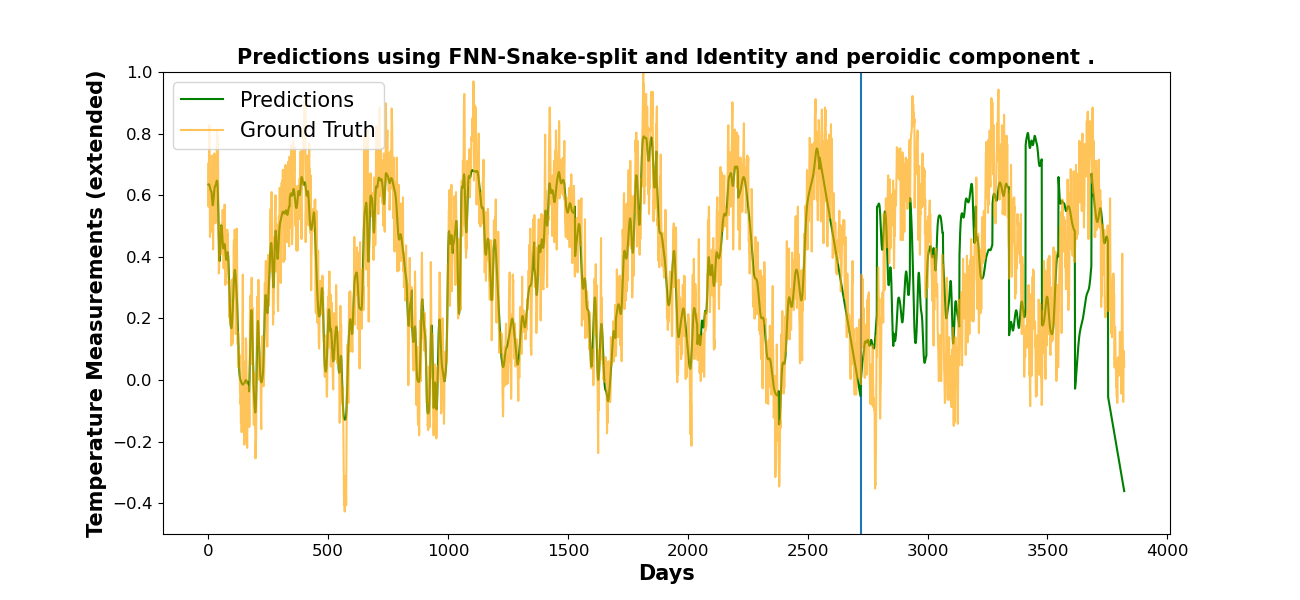 Predictions using FNN-Snake-split and Identity and peroidic component .
Temperature Measurements (extended)
1.0
0.8
0.6
0.4
0.2
0.0
−0.2
−0.4
Predictions
Ground Truth
0 500 1000 1500 2000 2500 3000 3500 4000
Days